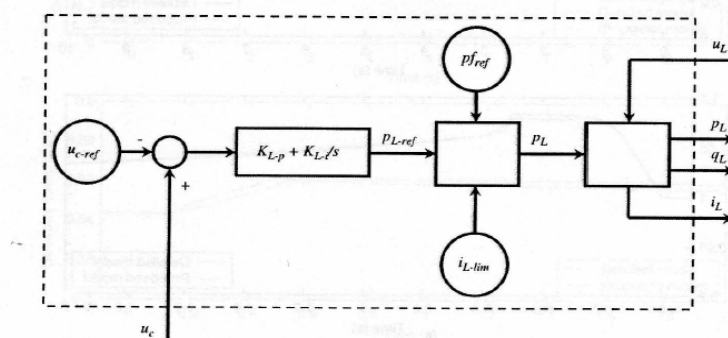 pf_ref
u_L
u_c-ref
-
+
K_L-p + K_L-i/s
p_L-ref
p_L
p_L
q_L
i_L
i_L-lim
u_c